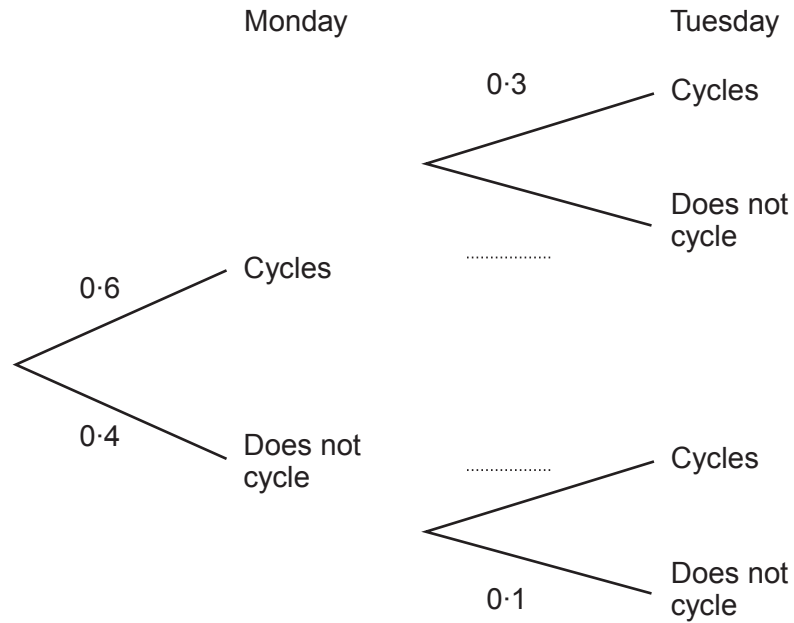 Monday
Tuesday
0·3
Cycles
Does not
cycle
..................
0·6
Cycles
0·4
Does not
cycle
..................
Cycles
0·1
Does not
cycle